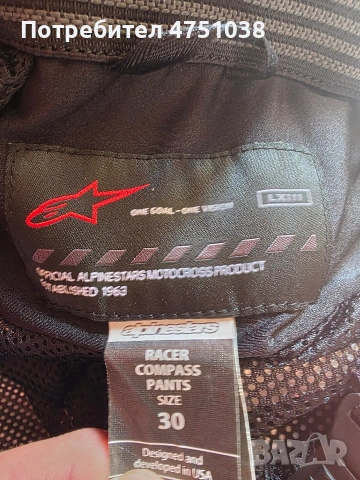 Потребител 4751038
ONE GOAL - ONE VISION
LXIII
OFFICIAL ALPINESTARS MOTOCROSS PRODUCT
ESTABLISHED 1963
alpinestars
RACER
COMPASS
PANTS
SIZE
30
Designed and
developed in USA
BAZAR